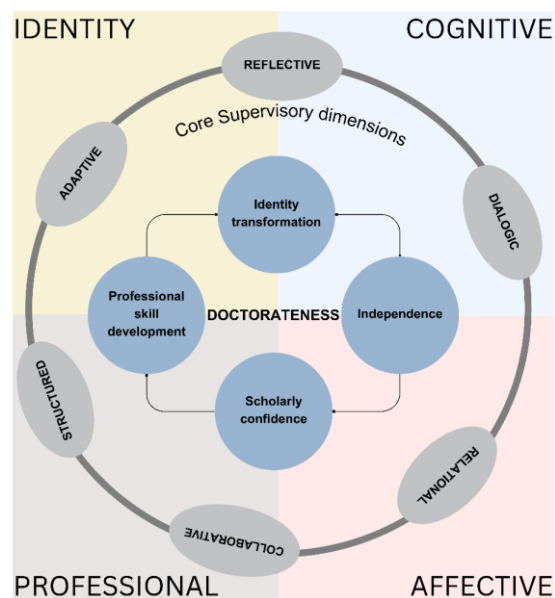 IDENTITY
COGNITIVE
REFLECTIVE
Core Supervisory dimensions
ADAPTIVE
DIALOGIC
Identity
transformation
Professional
skill
development
DOCTORATENESS
Independence
Scholarly
confidence
STRUCTURED
RELATIONAL
COLLABORATIVE
PROFESSIONAL
AFFECTIVE